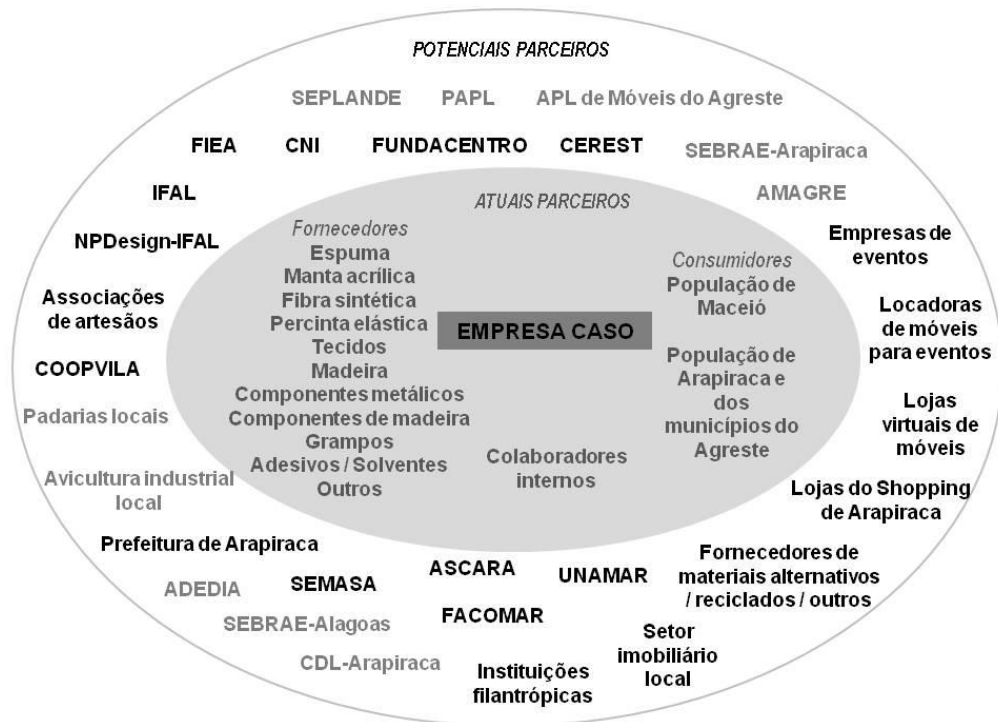 POTENCIAIS PARCEIROS
SEPLANDE
PAPL
APL de Móveis do Agreste
FIEA
CNI
FUNDACENTRO
CEREST
SEBRAE-Arapiraca
IFAL
AMAGRE
NPDesign-IFAL
Empresas de
eventos
Associações
de artesãos
Locadoras
de móveis
para eventos
COOPVILA
Padarias locais
Lojas
virtuais de
móveis
Avicultura industrial
local
Lojas do Shopping
de Arapiraca
Prefeitura de Arapiraca
ADEDIA
SEMASA
ASCARA
UNAMAR
Fornecedores de
materiais alternativos
/ reciclados / outros
SEBRAE-Alagoas
FACOMAR
CDL-Arapiraca
Instituições
filantrópicas
Setor
imobiliário
local
ATUAIS PARCEIROS
Fornecedores
Espuma
Manta acrílica
Fibra sintética
Percinta elástica
Tecidos
Madeira
Componentes metálicos
Componentes de madeira
Grampos
Adesivos / Solventes
Outros
EMPRESA CASO
Colaboradores
internos
Consumidores
População de
Maceió
População de
Arapiraca e
dos
municípios do
Agreste